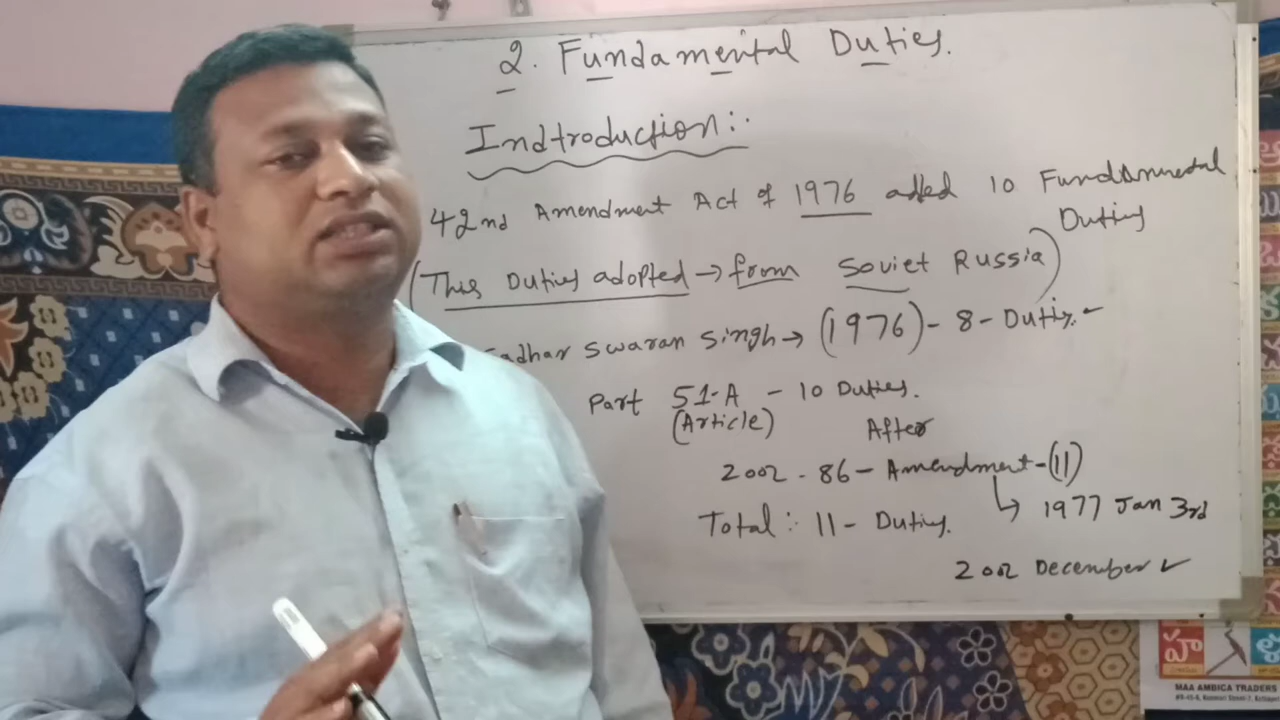 2. Fundamental Duties.
Indtroduction:.
42nd Amendment Act of 1976 added 10 Fundamental
Duties
(This Duties adopted → from Soviet Russia)
Sadhar Swaran Singh → (1976) - 8 - Duties.
Part 51-A - 10 Duties.
(Article) After
2002 - 86 - Amendment - (11)
↳ 1977 Jan 3rd
Total: 11 - Duties.
2002 December ✓
హా
MAA AMBICA TRADERS